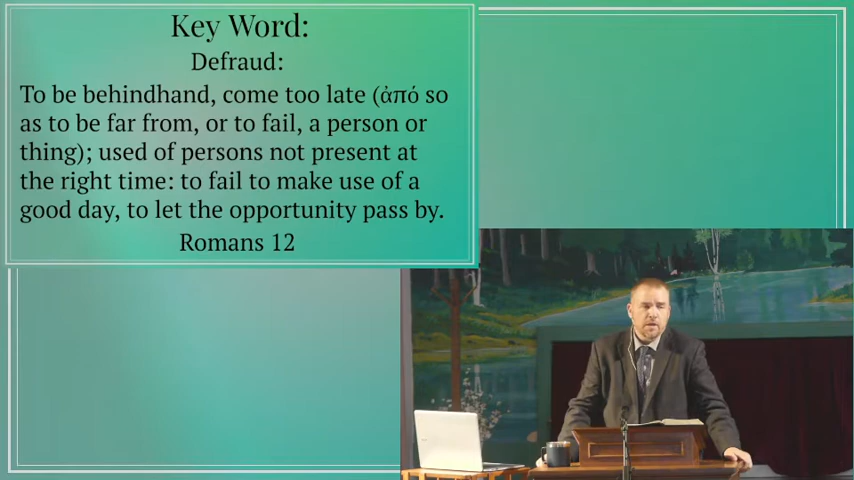 Key Word:
Defraud:
To be behindhand, come too late (ἀπό so
as to be far from, or to fail, a person or
thing); used of persons not present at
the right time: to fail to make use of a
good day, to let the opportunity pass by.
Romans 12